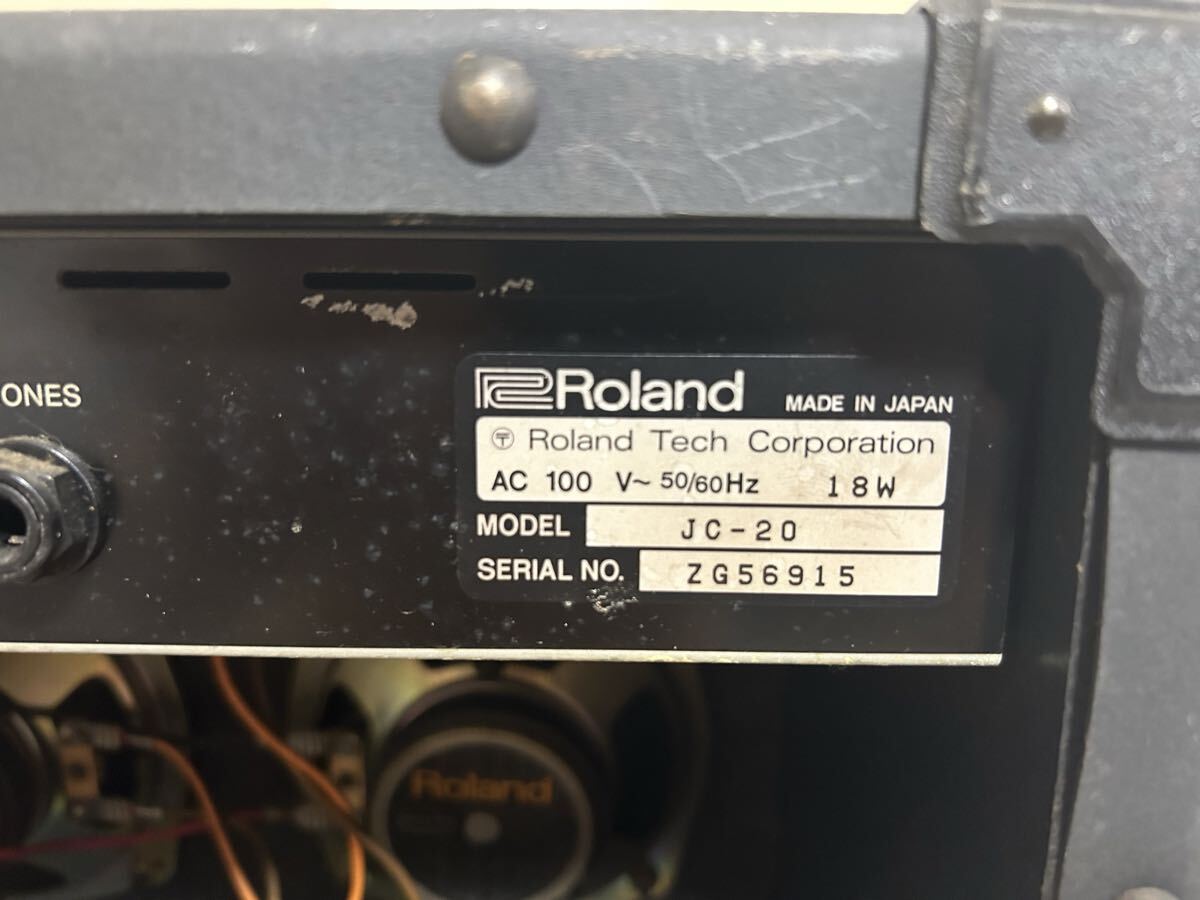 ONES
Roland MADE IN JAPAN
〶 Roland Tech Corporation
AC 100 V~ 50/60Hz 18W
MODEL JC-20
SERIAL NO. ZG56915
Roland